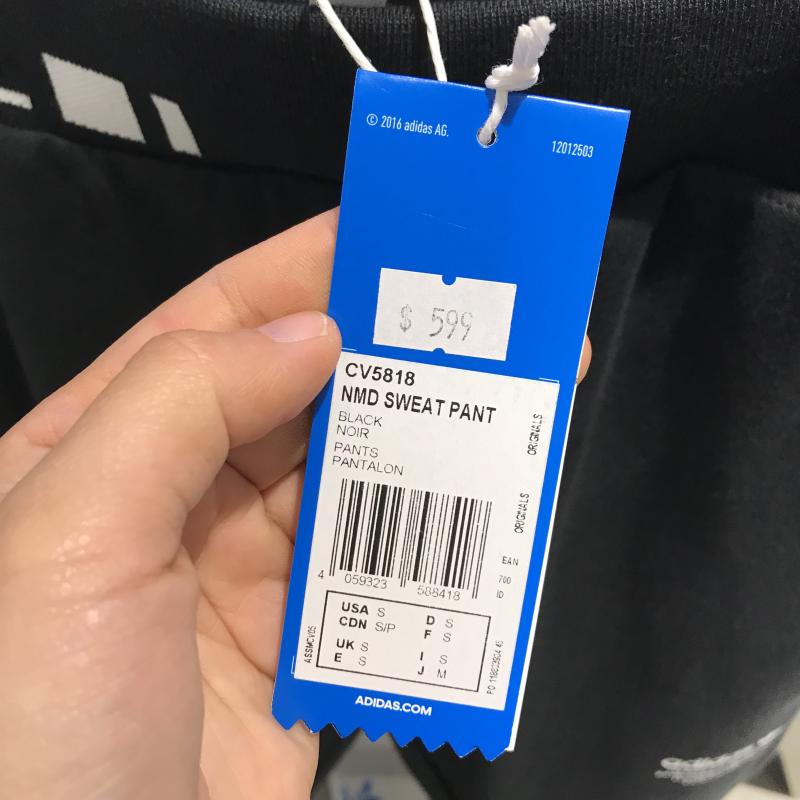 © 2016 adidas AG.
12012503
$ 599
CV5818
NMD SWEAT PANT
BLACK
NOIR
PANTS
PANTALON
ORIGINALS
ORIGINALS
EAN
700
ID
4 059323 588418
USA S
CDN S/P
UK S
E S
D S
F S
I S
J M
ADIDAS.COM
adidas